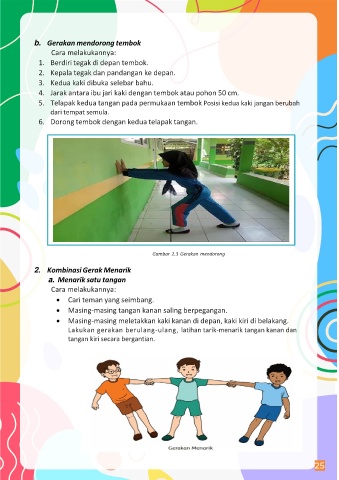 b. Gerakan mendorong tembok
Cara melakukannya:
1. Berdiri tegak di depan tembok.
2. Kepala tegak dan pandangan ke depan.
3. Kedua kaki dibuka selebar bahu.
4. Jarak antara ibu jari kaki dengan tembok atau pohon 50 cm.
5. Telapak kedua tangan pada permukaan tembok Posisi kedua kaki jangan berubah
dari tempat semula.
6. Dorong tembok dengan kedua telapak tangan.
Gambar 2.3 Gerakan mendorong
2. Kombinasi Gerak Menarik
a. Menarik satu tangan
Cara melakukannya:
• Cari teman yang seimbang.
• Masing-masing tangan kanan saling berpegangan.
• Masing-masing meletakkan kaki kanan di depan, kaki kiri di belakang.
Lakukan gerakan berulang-ulang, latihan tarik-menarik tangan kanan dan
tangan kiri secara bergantian.
Gerakan Menarik
25